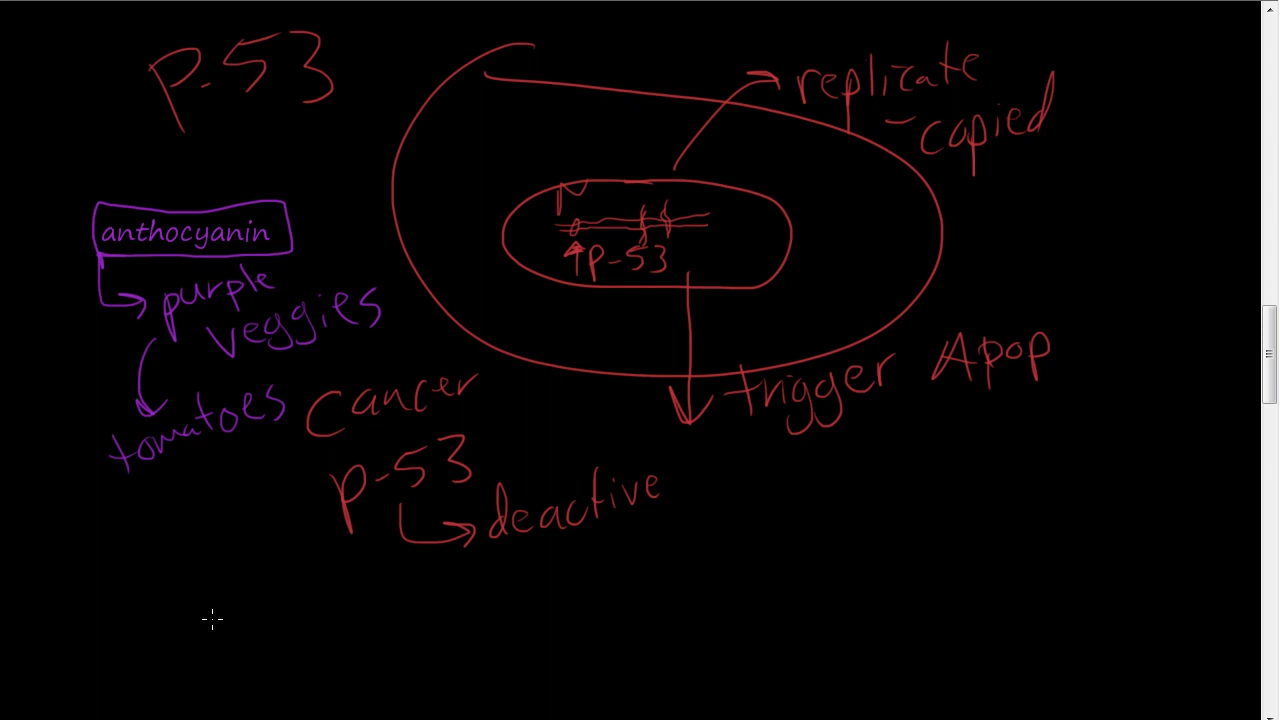 P-53
replicate
- copied
N
P-53
anthocyanin
purple
veggies
tomatoes
trigger Apop
Cancer
P-53
deactive